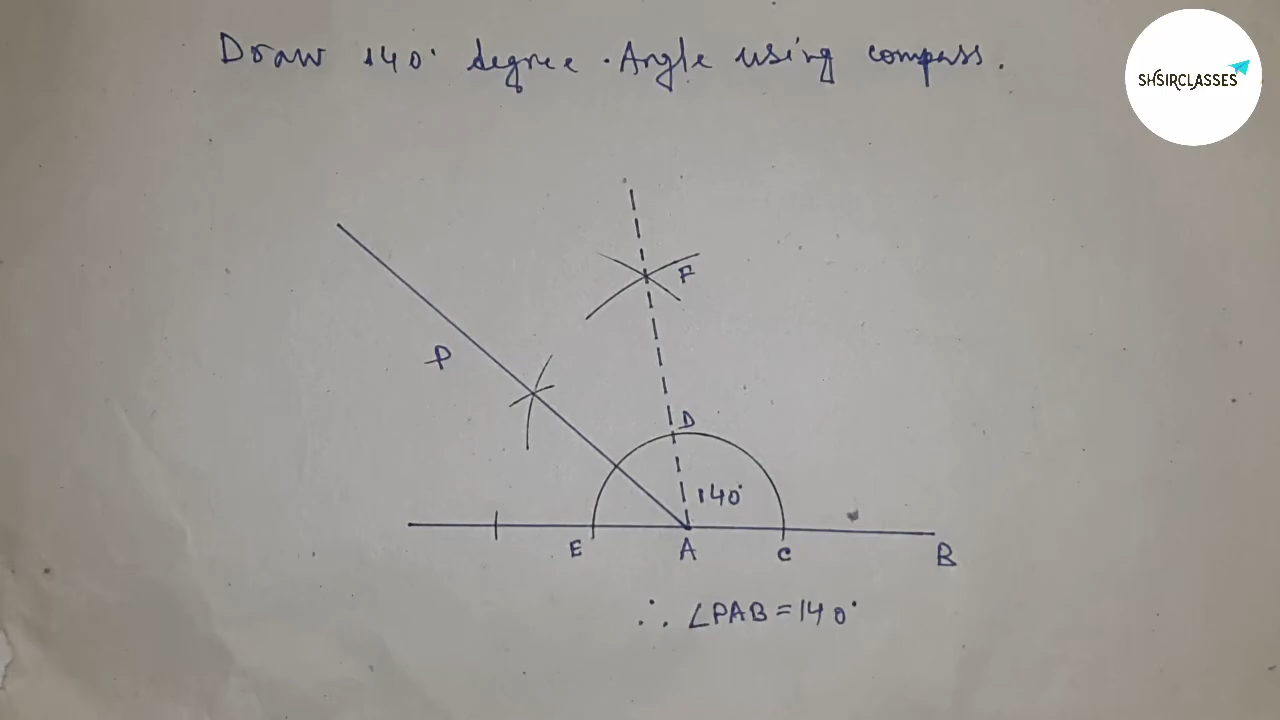 Draw 140° degree Angle using compass.
SHSIRCLASSES
F
P
D
140°
E
A
C
B
∴ ∠PAB = 140°